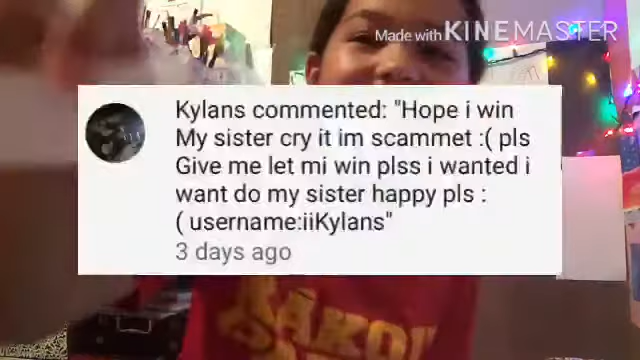 Made with KINEMASTER
Kylans commented: "Hope i win
My sister cry it im scammet :( pls
Give me let mi win plss i wanted i
want do my sister happy pls :
( username:iiKylans"
3 days ago